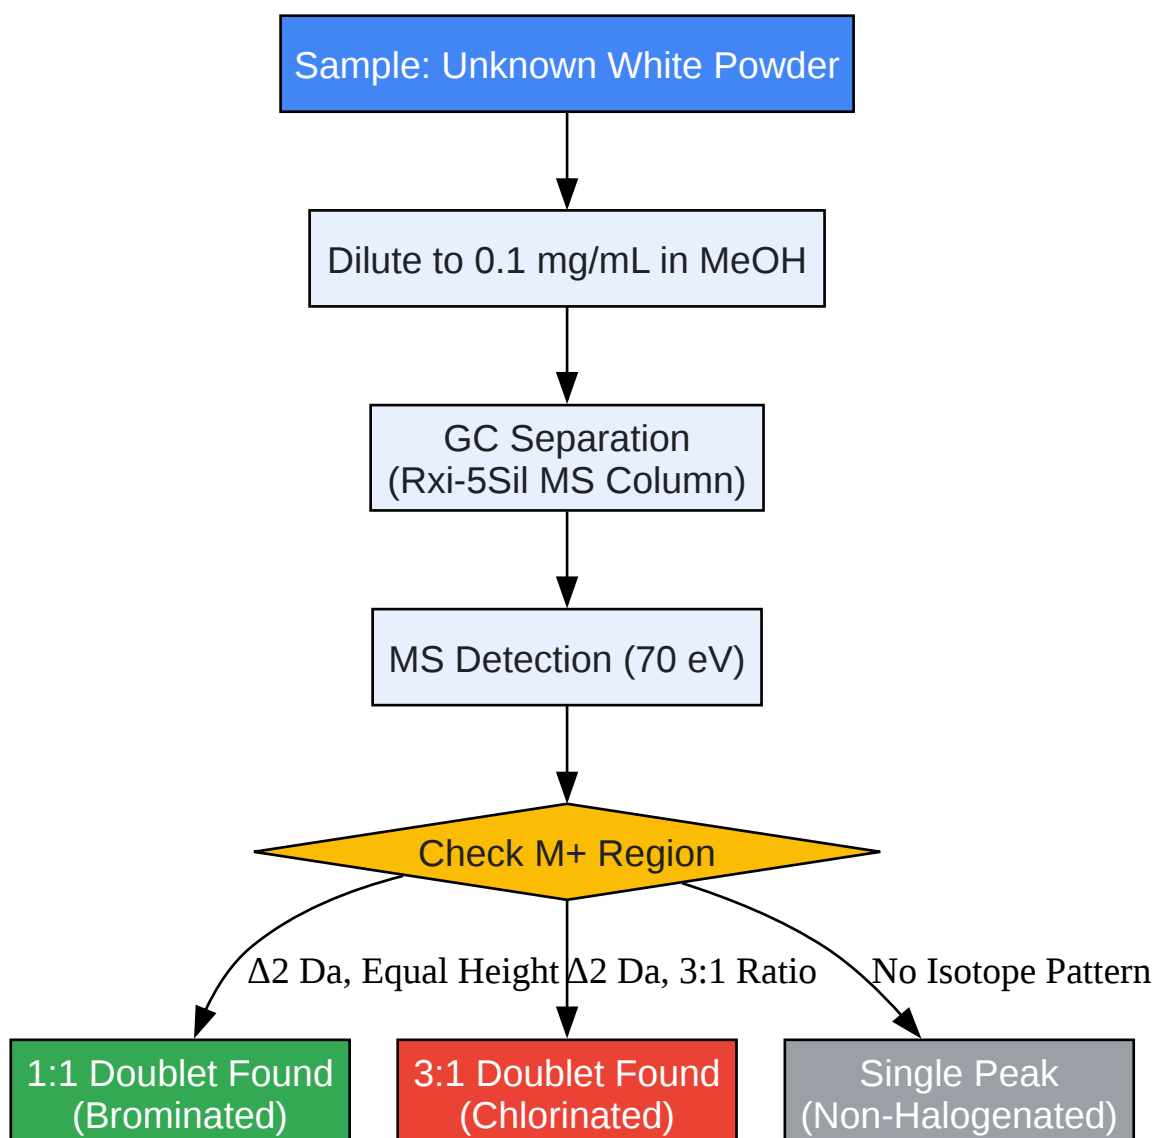 Sample: Unknown White Powder
Dilute to 0.1 mg/mL in MeOH
GC Separation
(Rxi-5Sil MS Column)
MS Detection (70 eV)
Check M+ Region
Δ2 Da, Equal Height
Δ2 Da, 3:1 Ratio
No Isotope Pattern
1:1 Doublet Found
(Brominated)
3:1 Doublet Found
(Chlorinated)
Single Peak
(Non-Halogenated)